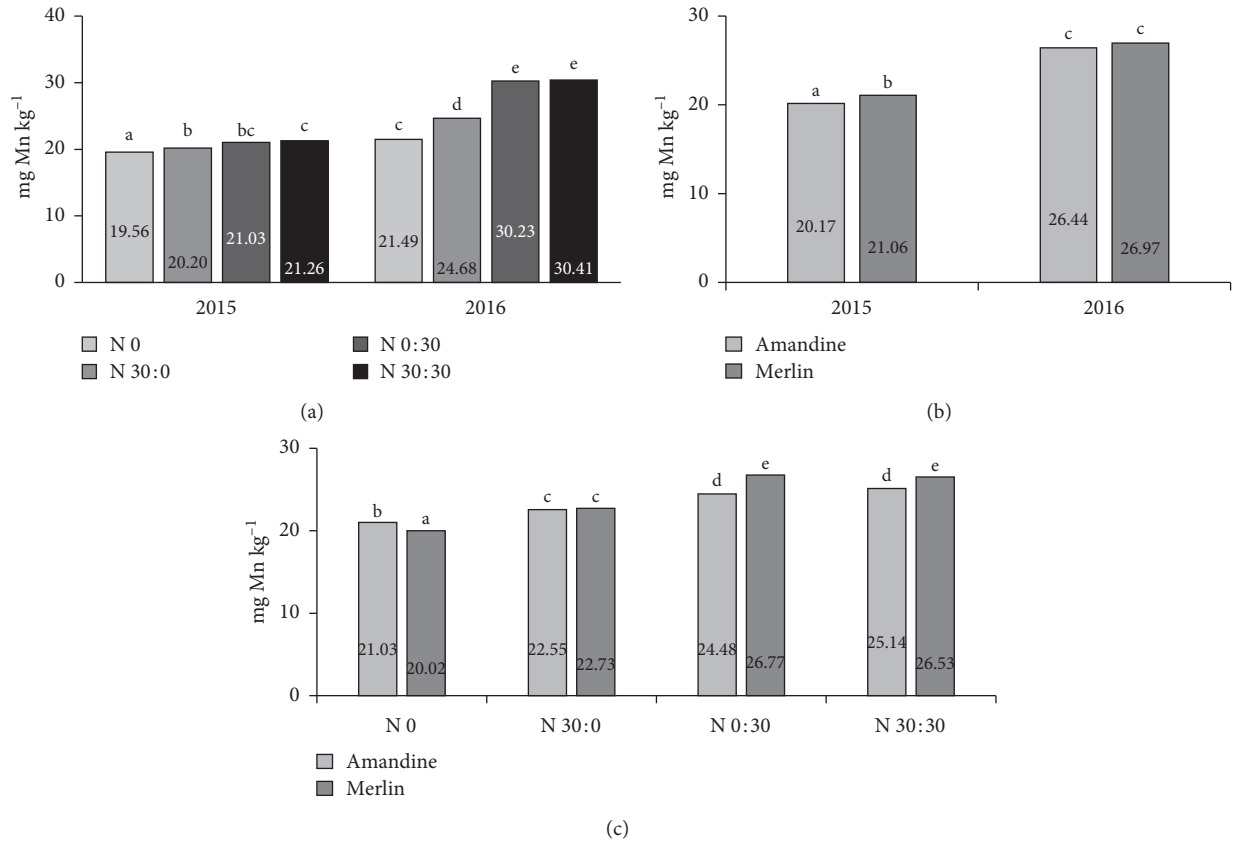 40
30
20
10
0
mg Mn kg⁻¹
a b bc c c d e e
19.56 20.20 21.03 21.26 21.49 24.68 30.23 30.41
2015 2016
N 0 N 0:30
N 30:0 N 30:30
(a)
30
20
10
0
mg Mn kg⁻¹
a b c c
20.17 21.06 26.44 26.97
2015 2016
Amandine
Merlin
(b)
30
20
10
0
mg Mn kg⁻¹
b a c c d e d e
21.03 20.02 22.55 22.73 24.48 26.77 25.14 26.53
N 0 N 30:0 N 0:30 N 30:30
Amandine
Merlin
(c)